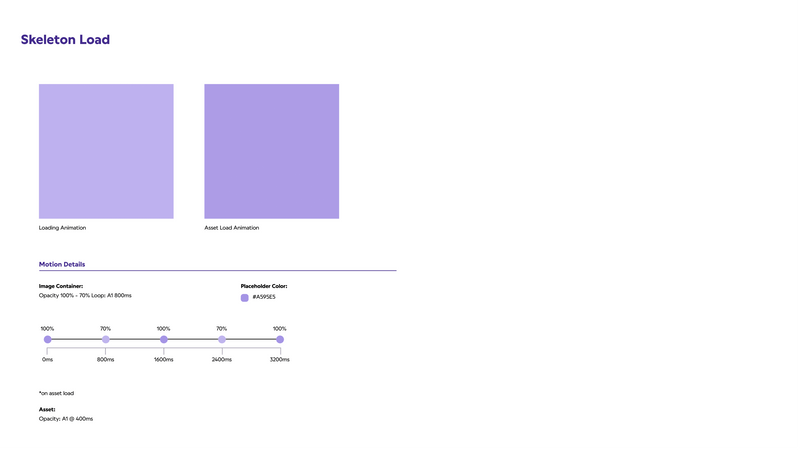 Skeleton Load
Loading Animation
Asset Load Animation
Motion Details
Image Container:
Opacity 100% - 70% Loop: A1 800ms
Placeholder Color:
#A595E5
100% 70% 100% 70% 100%
0ms 800ms 1600ms 2400ms 3200ms
*on asset load
Asset:
Opacity: A1 @ 400ms